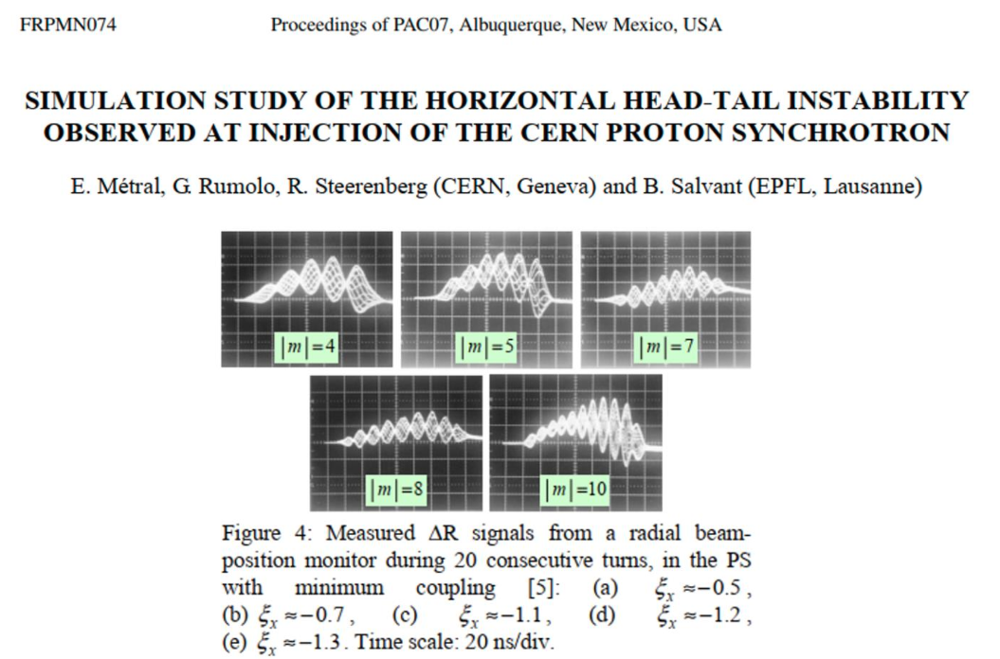 FRPMN074 Proceedings of PAC07, Albuquerque, New Mexico, USA
SIMULATION STUDY OF THE HORIZONTAL HEAD-TAIL INSTABILITY
OBSERVED AT INJECTION OF THE CERN PROTON SYNCHROTRON
E. Métral, G. Rumolo, R. Steerenberg (CERN, Geneva) and B. Salvant (EPFL, Lausanne)
|m|=4 |m|=5 |m|=7
|m|=8 |m|=10
Figure 4: Measured ΔR signals from a radial beam-
position monitor during 20 consecutive turns, in the PS
with minimum coupling [5]: (a) ξx ≈−0.5 ,
(b) ξx ≈−0.7 , (c) ξx ≈−1.1 , (d) ξx ≈−1.2 ,
(e) ξx ≈−1.3 . Time scale: 20 ns/div.